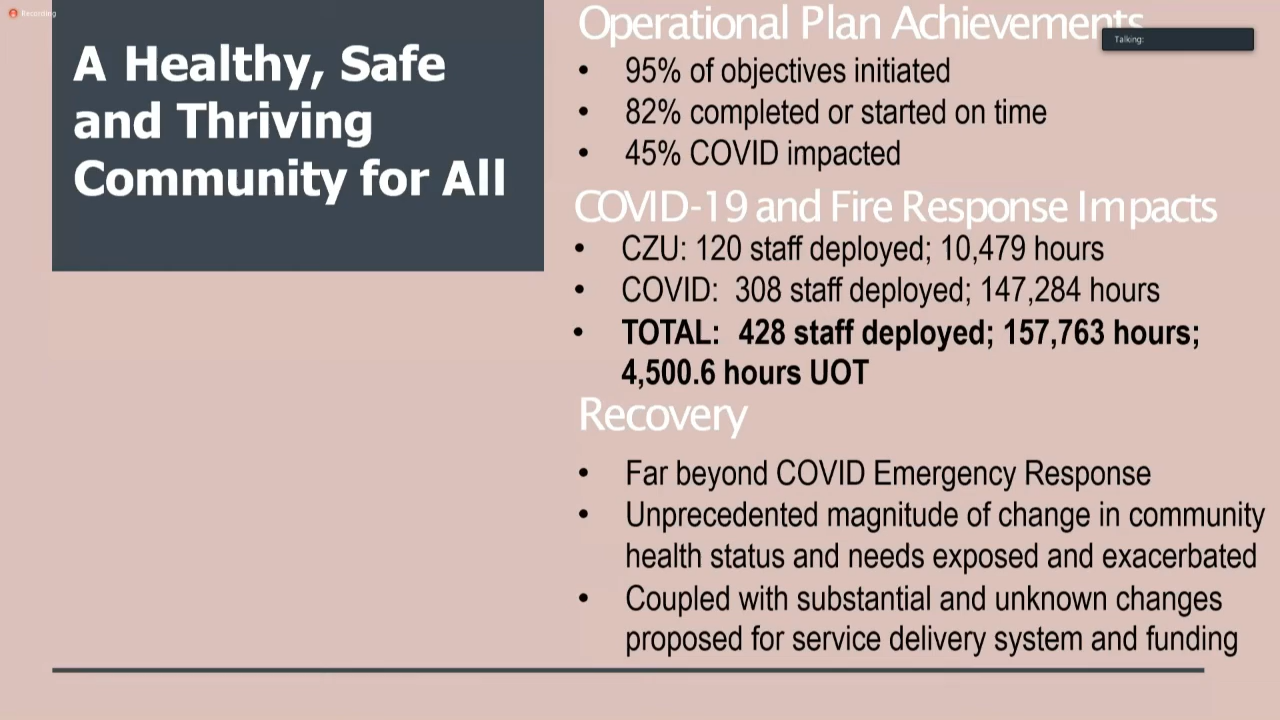 Recording
A Healthy, Safe
and Thriving
Community for All
Operational Plan Achievements
Talking:
• 95% of objectives initiated
• 82% completed or started on time
• 45% COVID impacted
COVID-19 and Fire Response Impacts
• CZU: 120 staff deployed; 10,479 hours
• COVID: 308 staff deployed; 147,284 hours
• TOTAL: 428 staff deployed; 157,763 hours;
4,500.6 hours UOT
Recovery
• Far beyond COVID Emergency Response
• Unprecedented magnitude of change in community
health status and needs exposed and exacerbated
• Coupled with substantial and unknown changes
proposed for service delivery system and funding